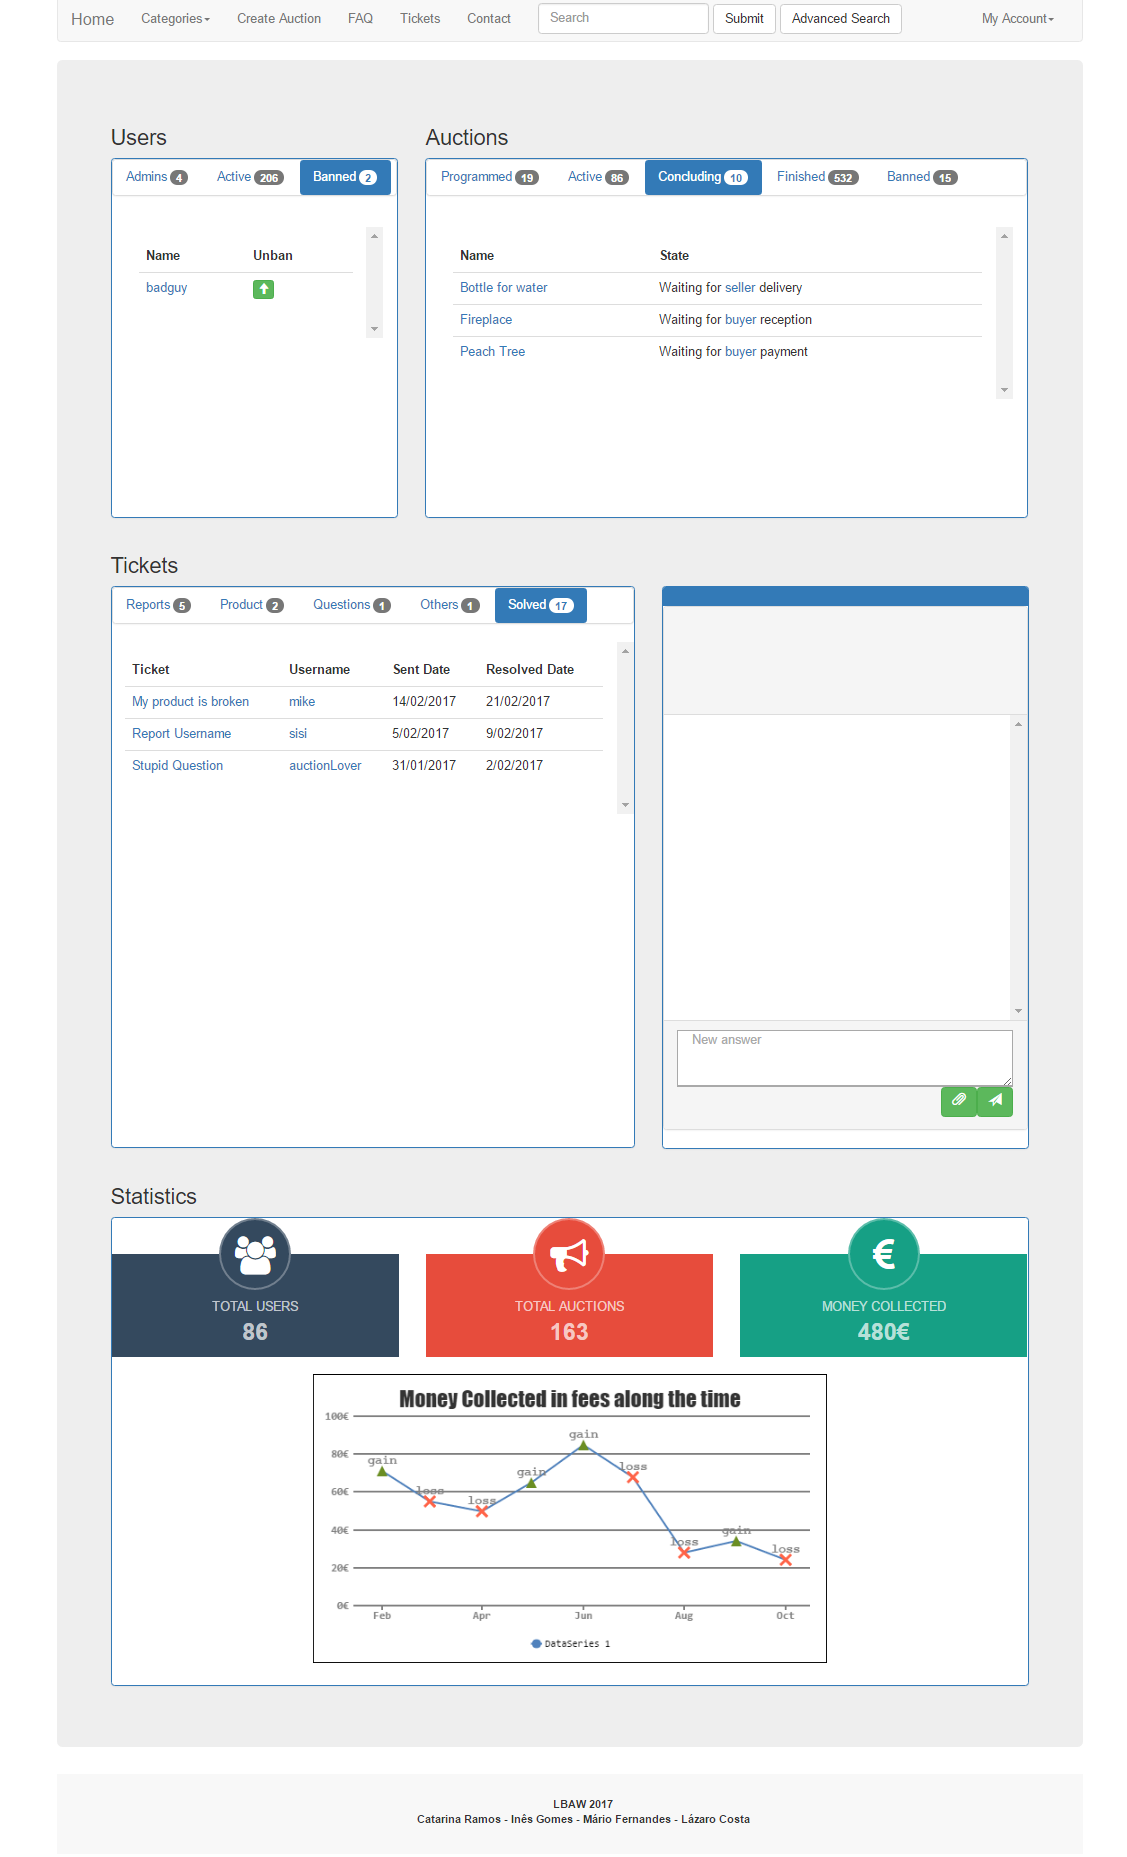 Home Categories Create Auction FAQ Tickets Contact Search Submit Advanced Search My Account
Users
Admins 4 Active 206 Banned 2
Name Unban
badguy
Auctions
Programmed 19 Active 86 Concluding 10 Finished 532 Banned 15
Name State
Bottle for water Waiting for seller delivery
Fireplace Waiting for buyer reception
Peach Tree Waiting for buyer payment
Tickets
Reports 5 Product 2 Questions 1 Others 1 Solved 17
Ticket Username Sent Date Resolved Date
My product is broken mike 14/02/2017 21/02/2017
Report Username sisi 5/02/2017 9/02/2017
Stupid Question auctionLover 31/01/2017 2/02/2017
New answer
Statistics
TOTAL USERS
86
TOTAL AUCTIONS
163
€
MONEY COLLECTED
480€
Money Collected in fees along the time
100€
80€
60€
40€
20€
0€
gain
loss
loss
gain
gain
loss
loss
gain
loss
Feb Apr Jun Aug Oct
DataSeries 1
LBAW 2017
Catarina Ramos - Inês Gomes - Mário Fernandes - Lázaro Costa